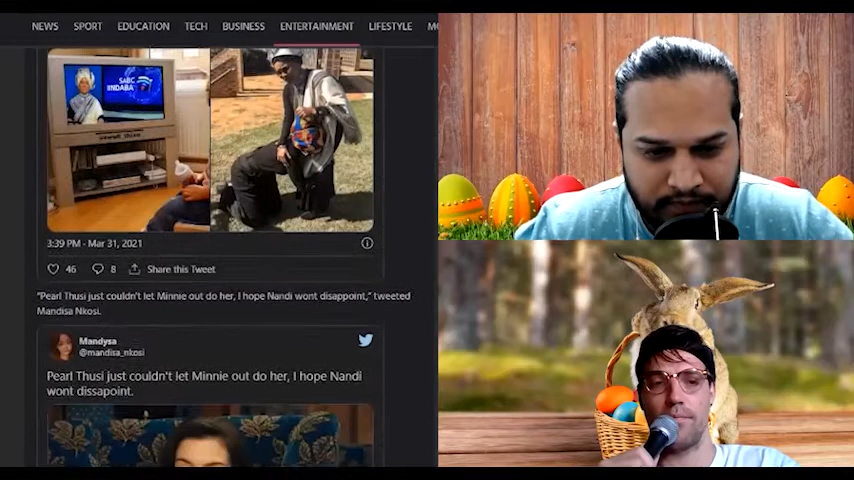 NEWS SPORT EDUCATION TECH BUSINESS ENTERTAINMENT LIFESTYLE
SABC
INDABA
3:39 PM - Mar 31, 2021
46 8 Share this Tweet
"Pearl Thusi just couldn't let Minnie out do her, I hope Nandi wont disappoint," tweeted
Mandisa Nkosi.
Mandysa
@mandisa_nkosi
Pearl Thusi just couldn't let Minnie out do her, I hope Nandi
wont dissapoint.